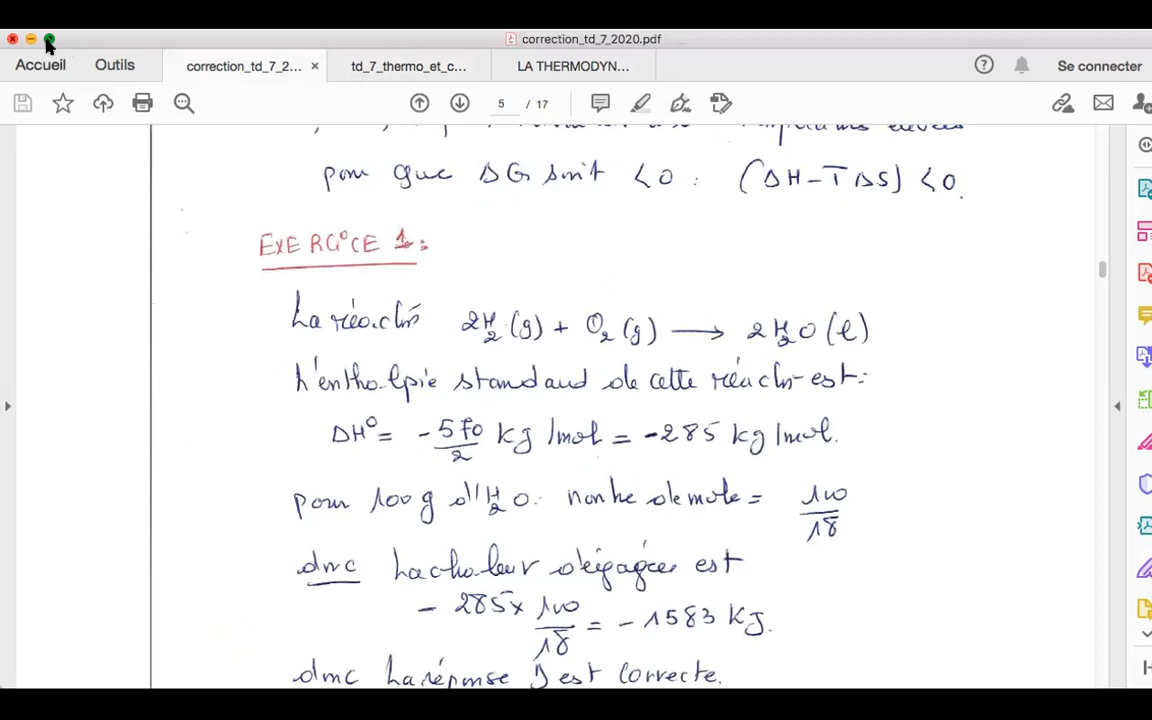 correction_td_7_2020.pdf
Accueil Outils correction_td_7_2... × td_7_thermo_et_c... LA THERMODYN... Se connecter
5 / 17
pour que ΔG soit <0 : (ΔH-TΔS) <0.
EXERCICE 1:
La réaction 2H₂(g) + O₂(g) → 2H₂O(l)
L'enthalpie standard de cette réaction est:
ΔH° = -570/2 kJ/mol = -285 kJ/mol.
pour 100g d'H₂O. nombre de mole = 100/18
donc La chaleur dégagée est
- 285 x 100/18 = - 1583 KJ.
donc La réponse est correcte.